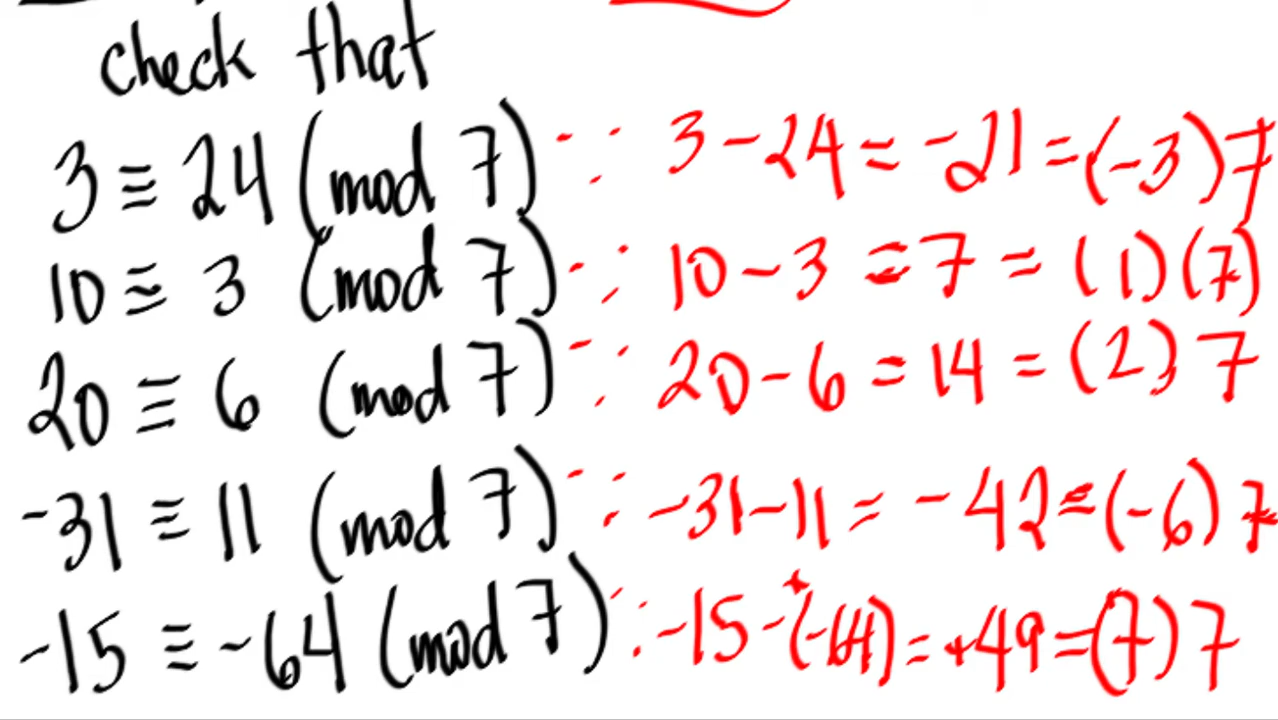 check that
3 ≡ 24 (mod 7) ∵ 3 - 24 = -21 = (-3)7
10 ≡ 3 (mod 7) ∵ 10 - 3 = 7 = (1)(7)
20 ≡ 6 (mod 7) ∵ 20 - 6 = 14 = (2)7
-31 ≡ 11 (mod 7) ∵ -31 - 11 = -42 = (-6)7
-15 ≡ -64 (mod 7) ∵ -15 - (-64) = +49 = (7)7